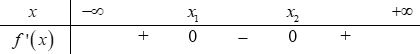 x −∞ x₁ x₂ +∞
f'(x) + 0 − 0 +